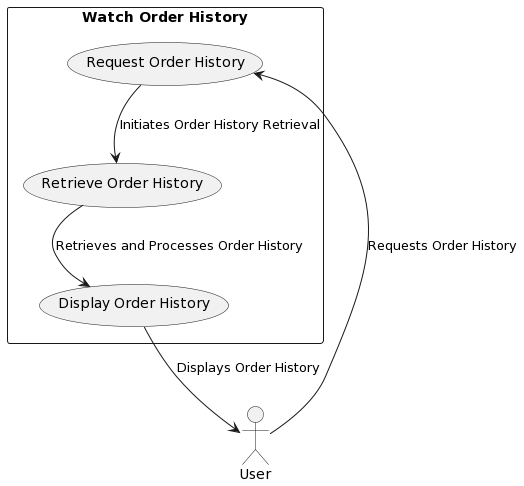 Watch Order History
Request Order History
Initiates Order History Retrieval
Retrieve Order History
Retrieves and Processes Order History
Requests Order History
Display Order History
Displays Order History
User